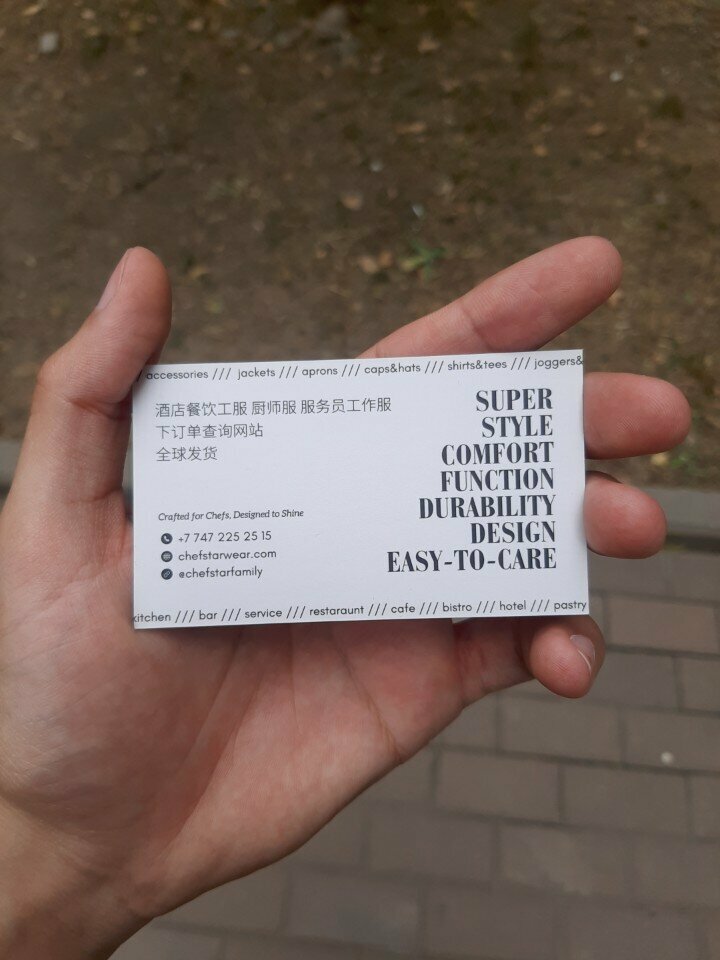 / accessories /// jackets /// aprons /// caps&hats /// shirts&tees /// joggers&
酒店餐饮工服 厨师服 服务员工作服
下订单查询网站
全球发货
Crafted for Chefs, Designed to Shine
+7 747 225 25 15
chefstarwear.com
@chefstarfamily
SUPER
STYLE
COMFORT
FUNCTION
DURABILITY
DESIGN
EASY-TO-CARE
kitchen /// bar /// service /// restaraunt /// cafe /// bistro /// hotel /// pastry